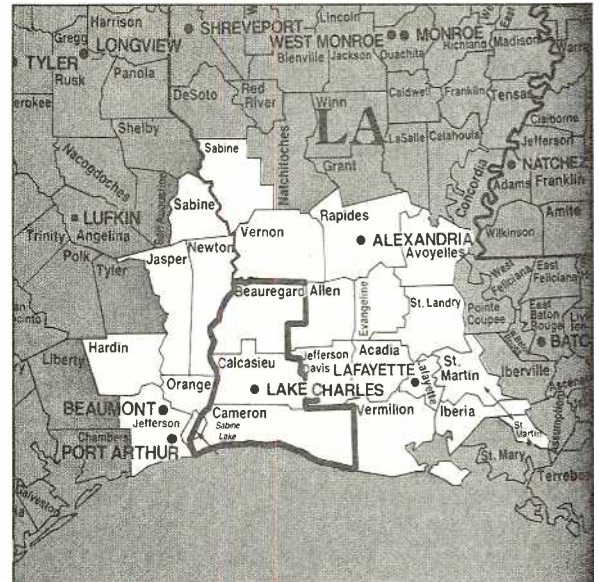 Harrison
Gregg
LONGVIEW
SHREVEPORT
Lincoln
WEST MONROE
MONROE
Richland
Madison
TYLER
Rusk
Bienville
Jackson
Ouachita
Panola
DeSoto
Red
River
Caldwell
Franklin
Tensas
Winn
Claiborne
Shelby
Natchitoches
LA
LaSalle
Catahoula
Jefferson
Nacogdoches
Sabine
Grant
Concordia
NATCHEZ
Adams
Franklin
San Augustine
Sabine
Rapides
LUFKIN
Angelina
Vernon
ALEXANDRIA
Amite
Wilkinson
Trinity
Newton
Avoyelles
Polk
Jasper
Tyler
West
Feliciana
East
Feliciana
Beauregard
Allen
Evangeline
St. Landry
Pointe
Coupee
East
Baton
Rouge
Hardin
Calcasieu
Jefferson
Davis
Acadia
LAFAYETTE
Lafayette
St.
Martin
Iberville
Liberty
Orange
LAKE CHARLES
BEAUMONT
Jefferson
Cameron
Sabine
Lake
Vermilion
Iberia
St.
Martin
Assumption
Chambers
PORT ARTHUR
St. Mary
Galveston